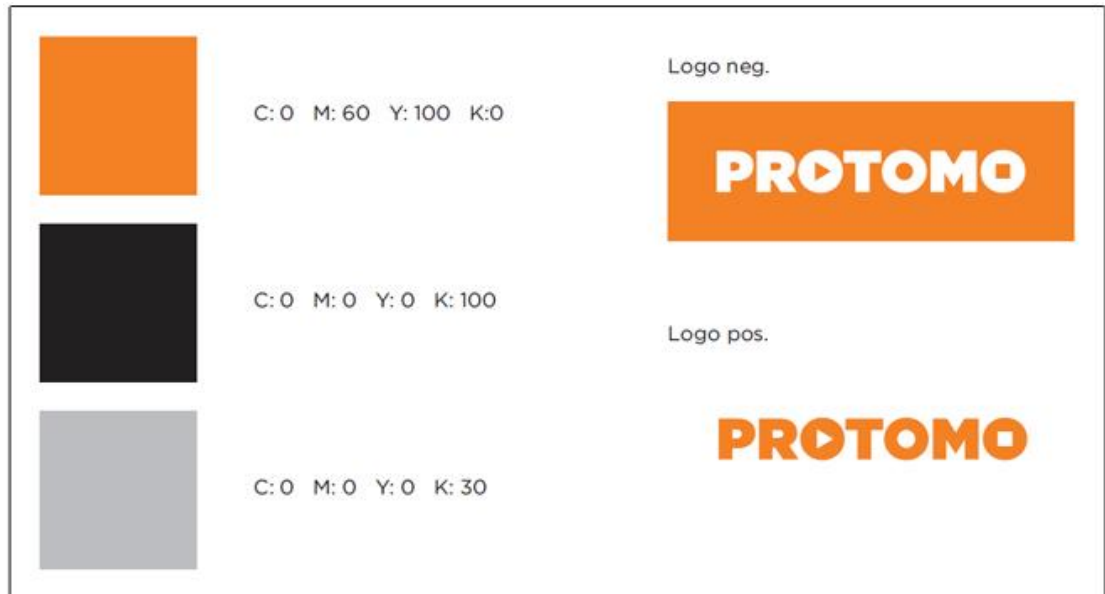 C: 0 M: 60 Y: 100 K:0
C: 0 M: 0 Y: 0 K: 100
C: 0 M: 0 Y: 0 K: 30
Logo neg.
PROTOMO
Logo pos.
PROTOMO